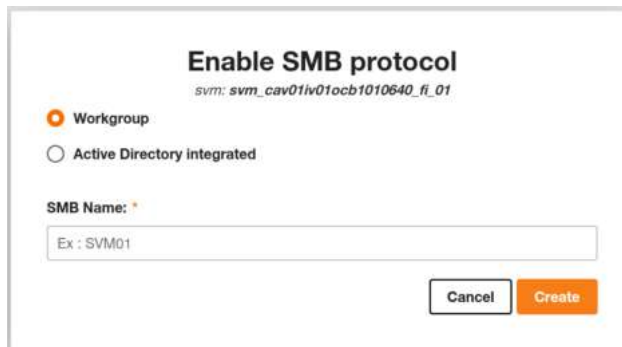 Enable SMB protocol
svm: svm_cav01iv01ocb1010640_fi_01
Workgroup
Active Directory integrated
SMB Name: *
Ex : SVM01
Cancel Create